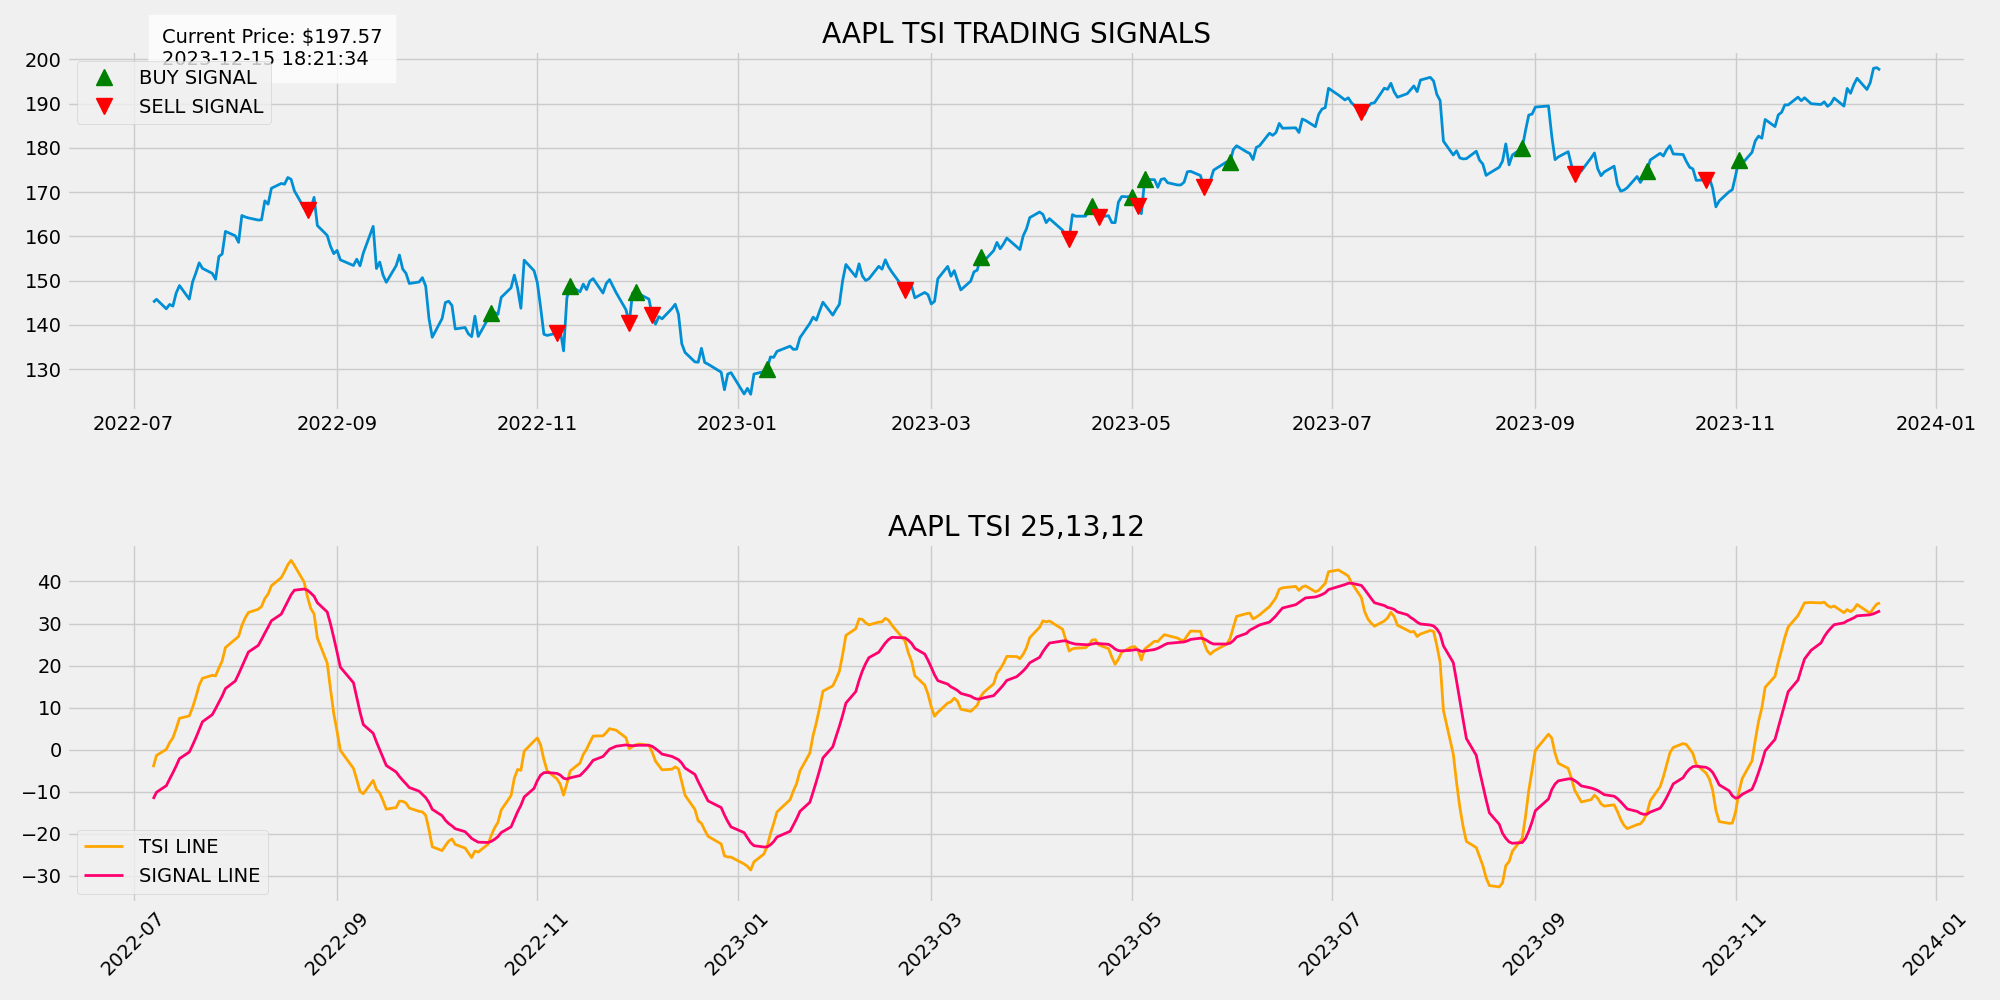 AAPL TSI TRADING SIGNALS
Current Price: $197.57
2023-12-15 18:21:34
BUY SIGNAL
SELL SIGNAL
200
190
180
170
160
150
140
130
2022-07 2022-09 2022-11 2023-01 2023-03 2023-05 2023-07 2023-09 2023-11 2024-01
AAPL TSI 25,13,12
40
30
20
10
0
−10
−20
−30
TSI LINE
SIGNAL LINE
2022-07 2022-09 2022-11 2023-01 2023-03 2023-05 2023-07 2023-09 2023-11 2024-01